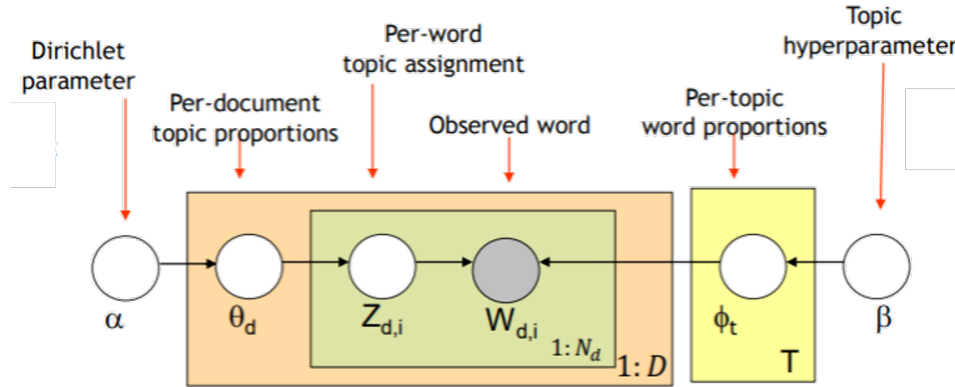 Dirichlet
parameter
Per-document
topic proportions
Per-word
topic assignment
Observed word
Per-topic
word proportions
Topic
hyperparameter
α
θd
Zd,i
Wd,i
1:Nd
1:D
ϕt
T
β